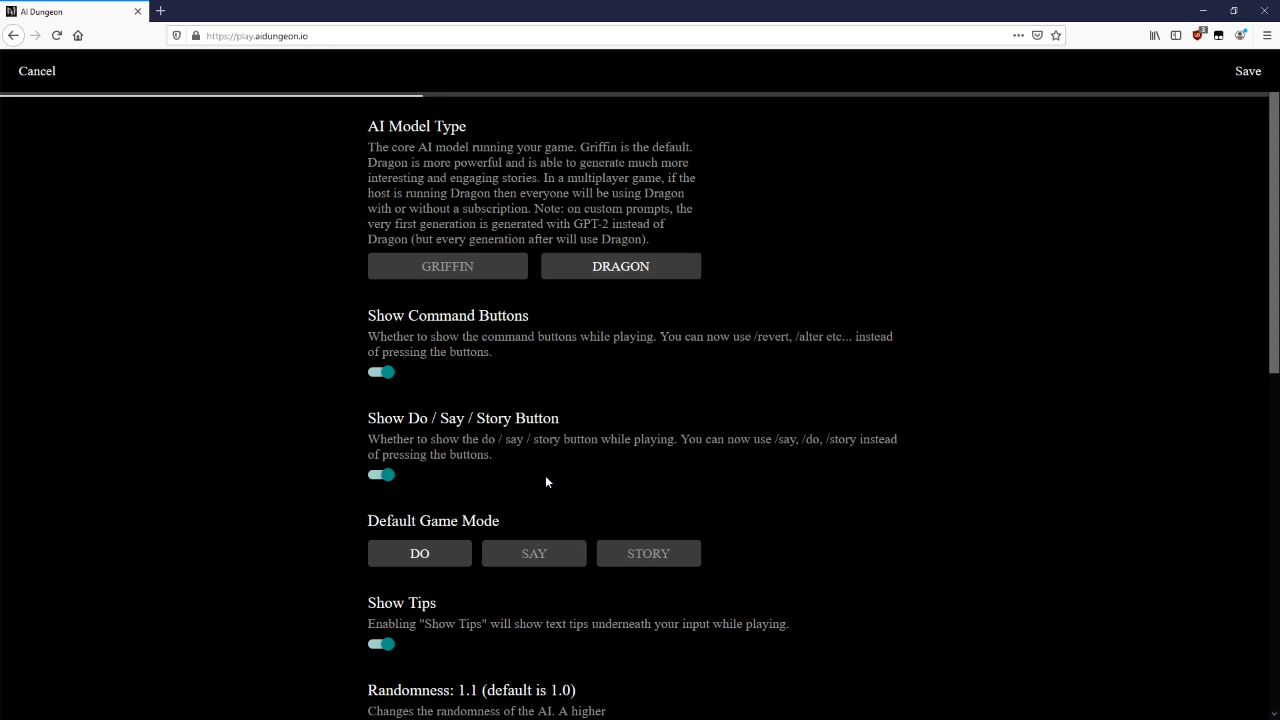 AI Dungeon
https://play.aidungeon.io
Cancel
Save
AI Model Type
The core AI model running your game. Griffin is the default.
Dragon is more powerful and is able to generate much more
interesting and engaging stories. In a multiplayer game, if the
host is running Dragon then everyone will be using Dragon
with or without a subscription. Note: on custom prompts, the
very first generation is generated with GPT-2 instead of
Dragon (but every generation after will use Dragon).
GRIFFIN DRAGON
Show Command Buttons
Whether to show the command buttons while playing. You can now use /revert, /alter etc... instead
of pressing the buttons.
Show Do / Say / Story Button
Whether to show the do / say / story button while playing. You can now use /say, /do, /story instead
of pressing the buttons.
Default Game Mode
DO SAY STORY
Show Tips
Enabling "Show Tips" will show text tips underneath your input while playing.
Randomness: 1.1 (default is 1.0)
Changes the randomness of the AI. A higher